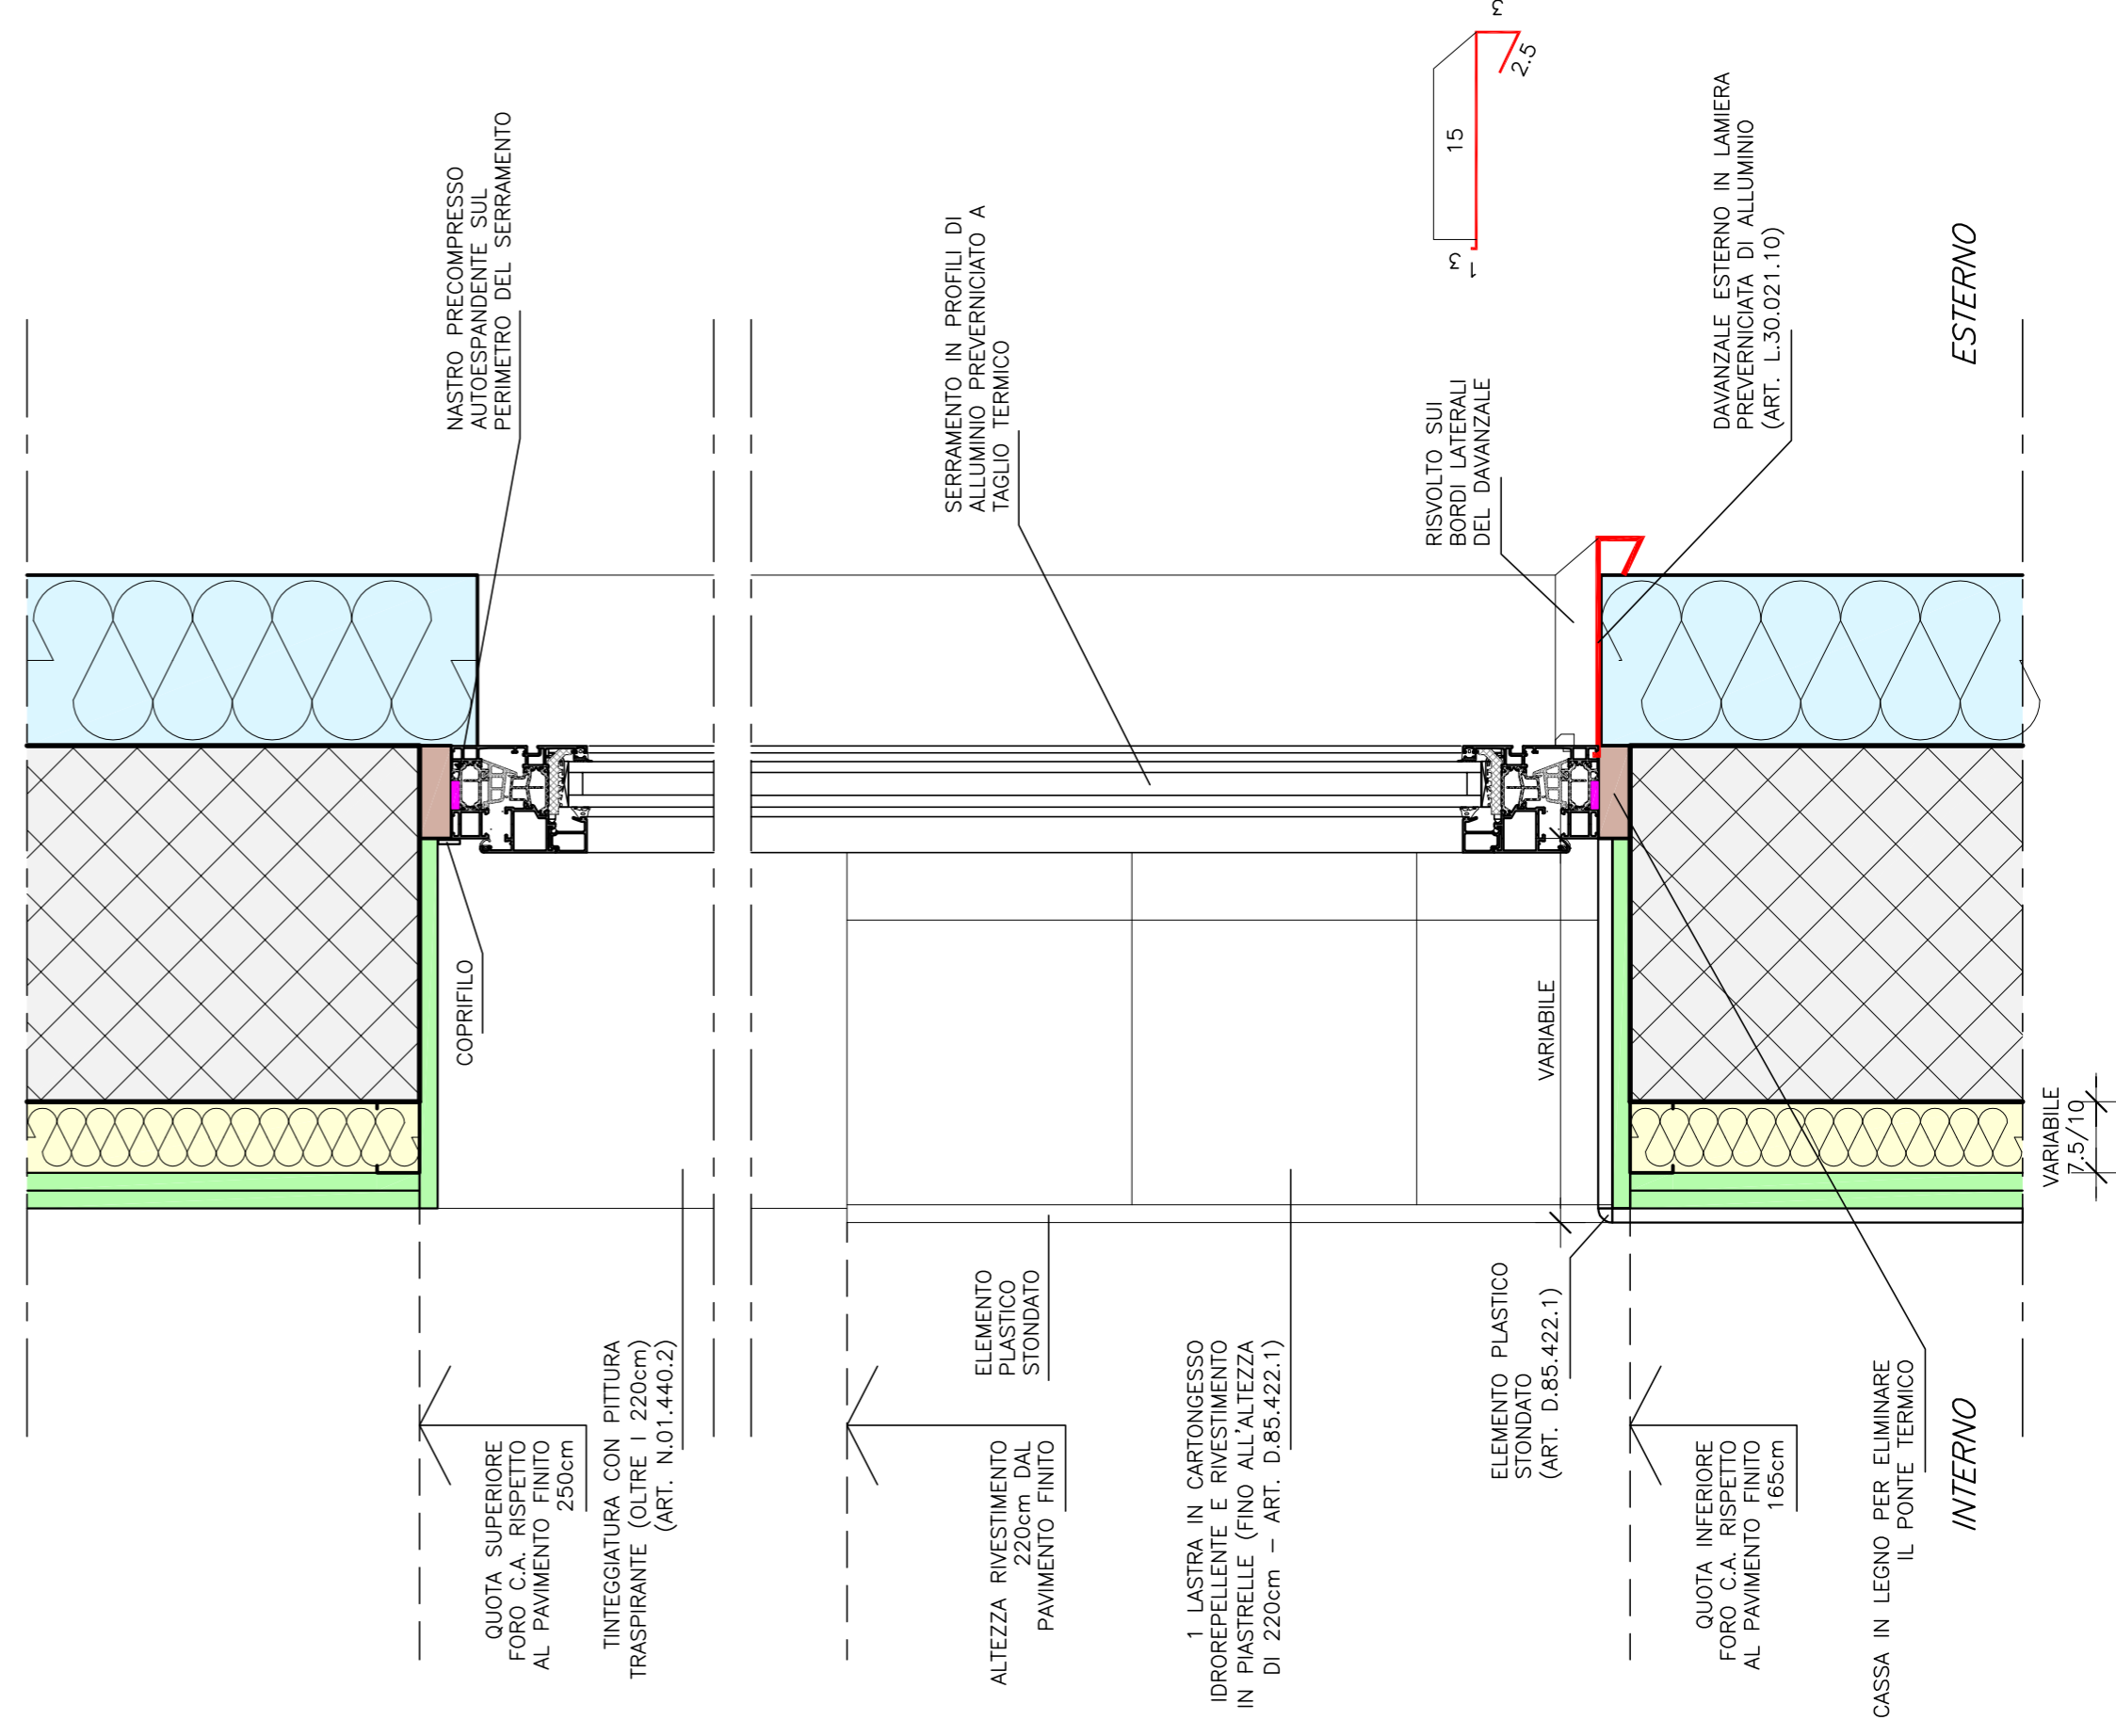 NASTRO PRECOMPRESSO
AUTOESPANDENTE SUL
PERIMETRO DEL SERRAMENTO
SERRAMENTO IN PROFILI DI
ALLUMINIO PREVERNICIATO A
TAGLIO TERMICO
RISVOLTO SUI
BORDI LATERALI
DEL DAVANZALE
15
3
2.5
3
1
DAVANZALE ESTERNO IN LAMIERA
PREVERNICIATA DI ALLUMINIO
(ART. L.30.021.10)
ESTERNO
COPRIFILO
VARIABILE
VARIABILE
7.5/10
QUOTA SUPERIORE
FORO C.A. RISPETTO
AL PAVIMENTO FINITO
250cm
TINTEGGIATURA CON PITTURA
TRASPIRANTE (OLTRE I 220cm)
(ART. N.01.440.2)
ELEMENTO
PLASTICO
STONDATO
ALTEZZA RIVESTIMENTO
220cm DAL
PAVIMENTO FINITO
1 LASTRA IN CARTONGESSO
IDROREPELLENTE E RIVESTIMENTO
IN PIASTRELLE (FINO ALL'ALTEZZA
DI 220cm – ART. D.85.422.1)
ELEMENTO PLASTICO
STONDATO
(ART. D.85.422.1)
QUOTA INFERIORE
FORO C.A. RISPETTO
AL PAVIMENTO FINITO
165cm
CASSA IN LEGNO PER ELIMINARE
IL PONTE TERMICO
INTERNO